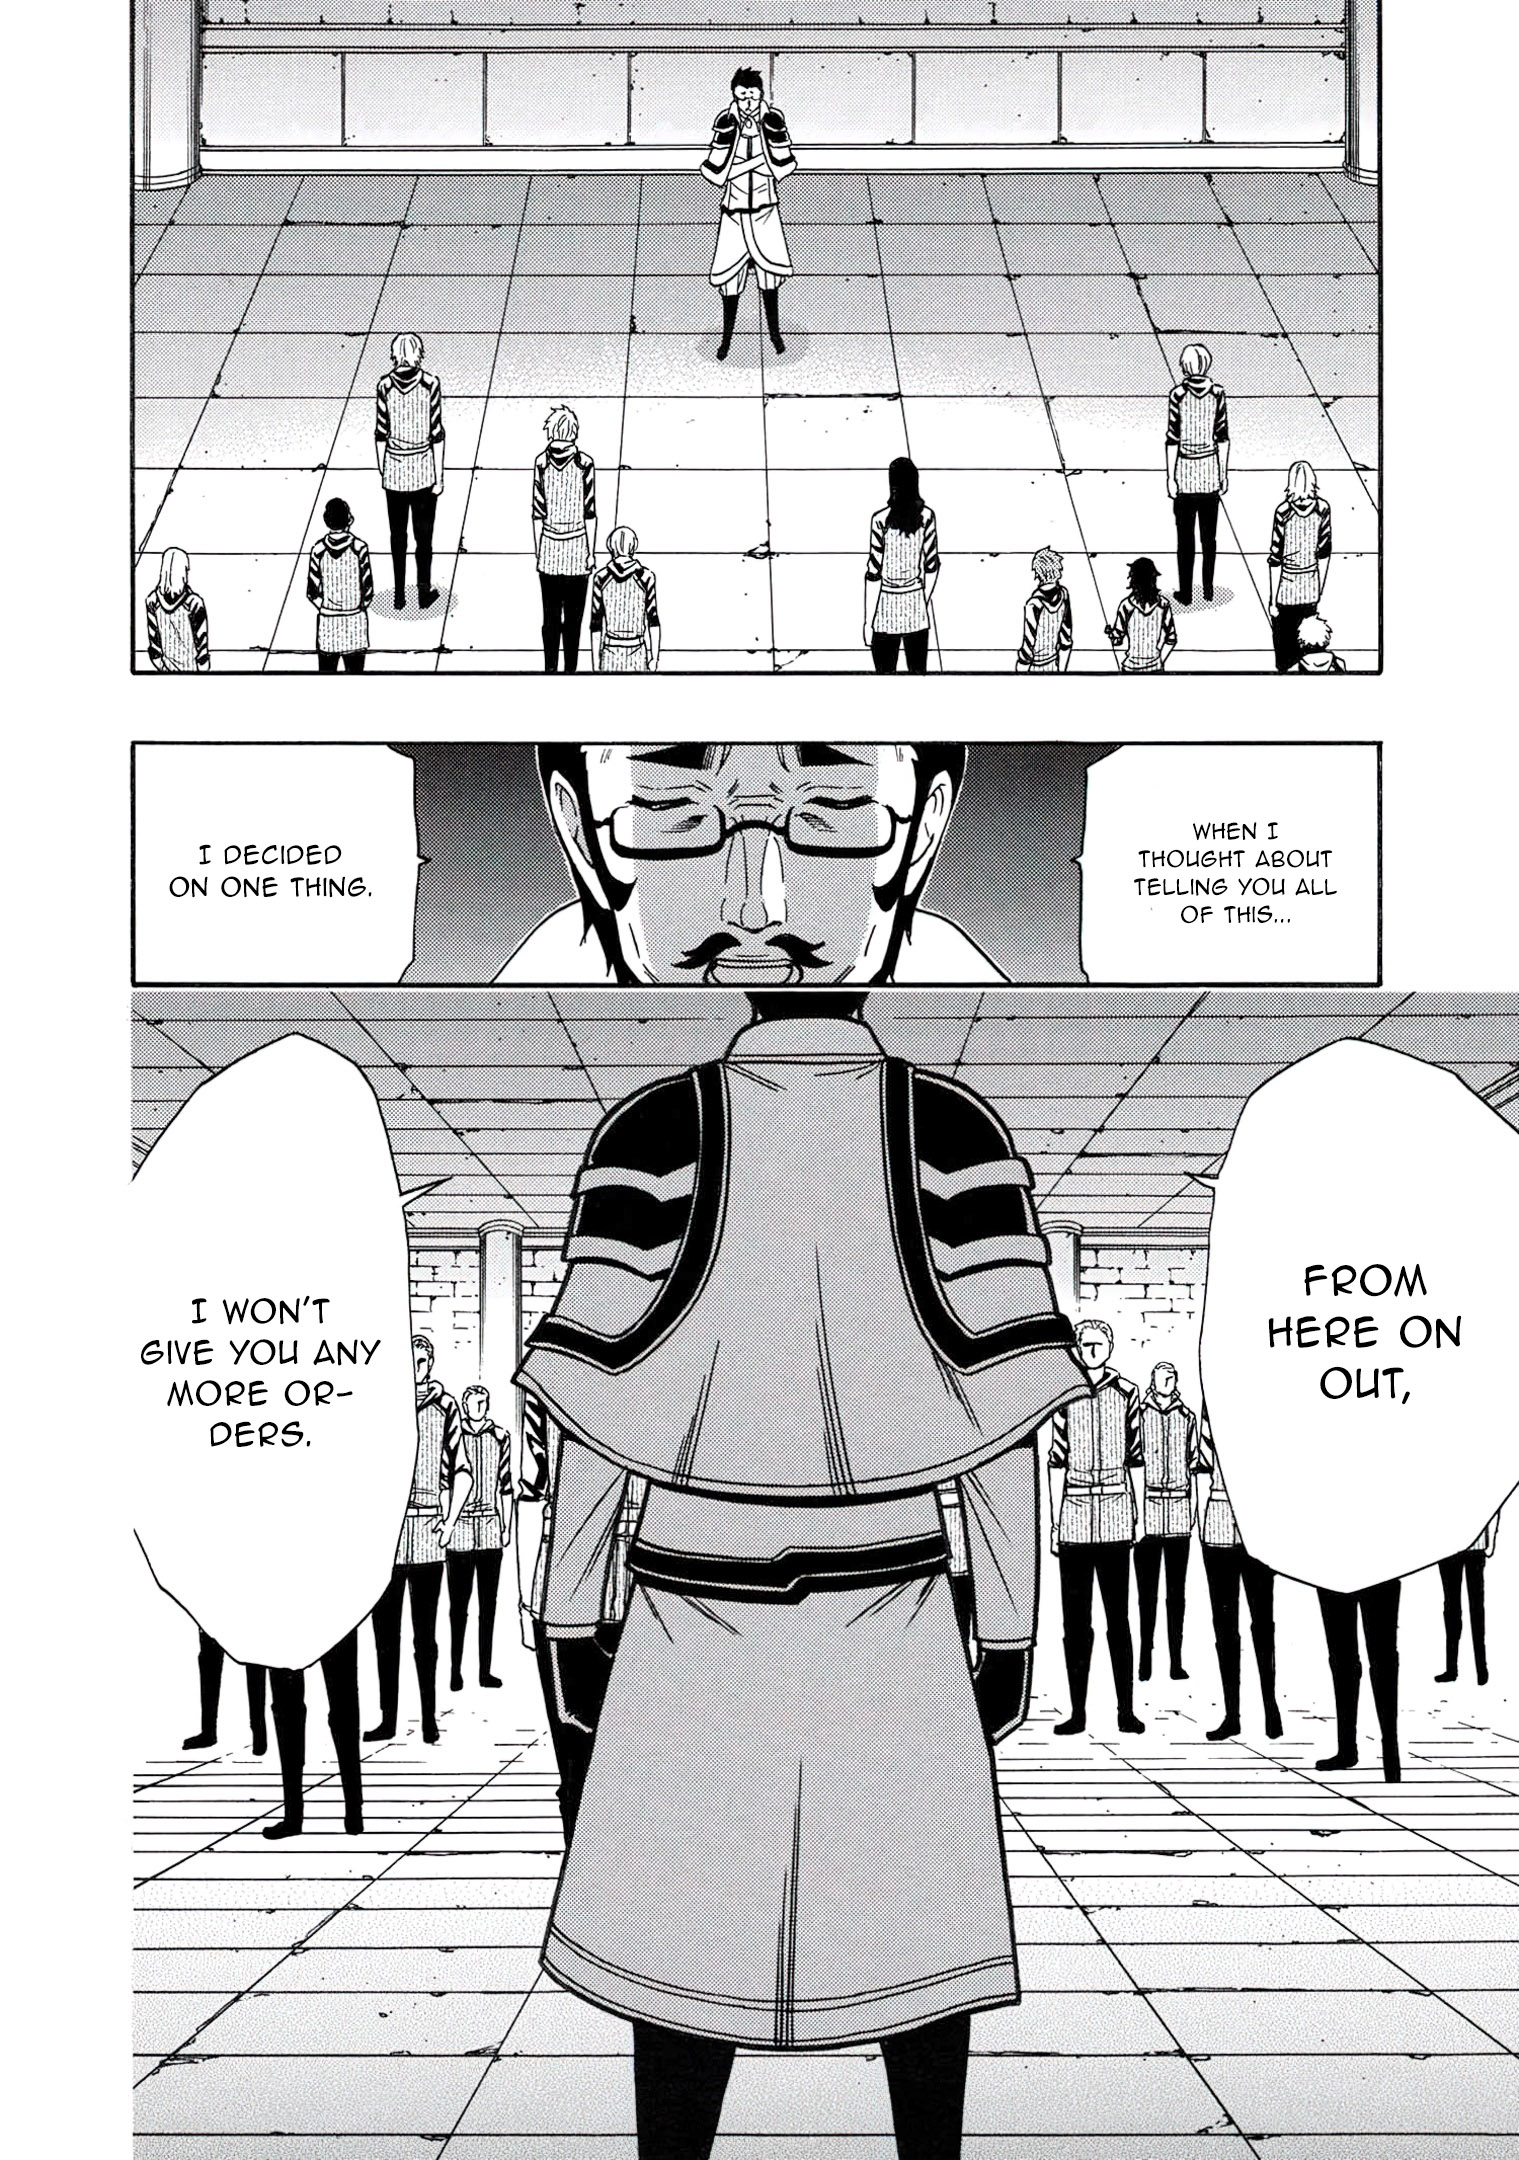 WHEN I
THOUGHT ABOUT
TELLING YOU ALL
OF THIS...
I DECIDED
ON ONE THING.
FROM
HERE ON
OUT,
I WON'T
GIVE YOU ANY
MORE OR-
DERS.